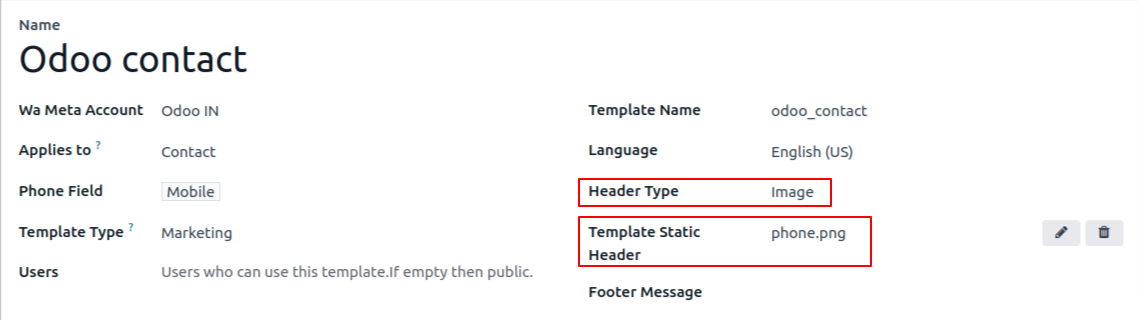 Name
Odoo contact
Wa Meta Account Odoo IN
Template Name odoo_contact
Applies to ? Contact
Language English (US)
Phone Field Mobile
Header Type Image
Template Type ? Marketing
Template Static phone.png
Header
Users Users who can use this template.If empty then public.
Footer Message